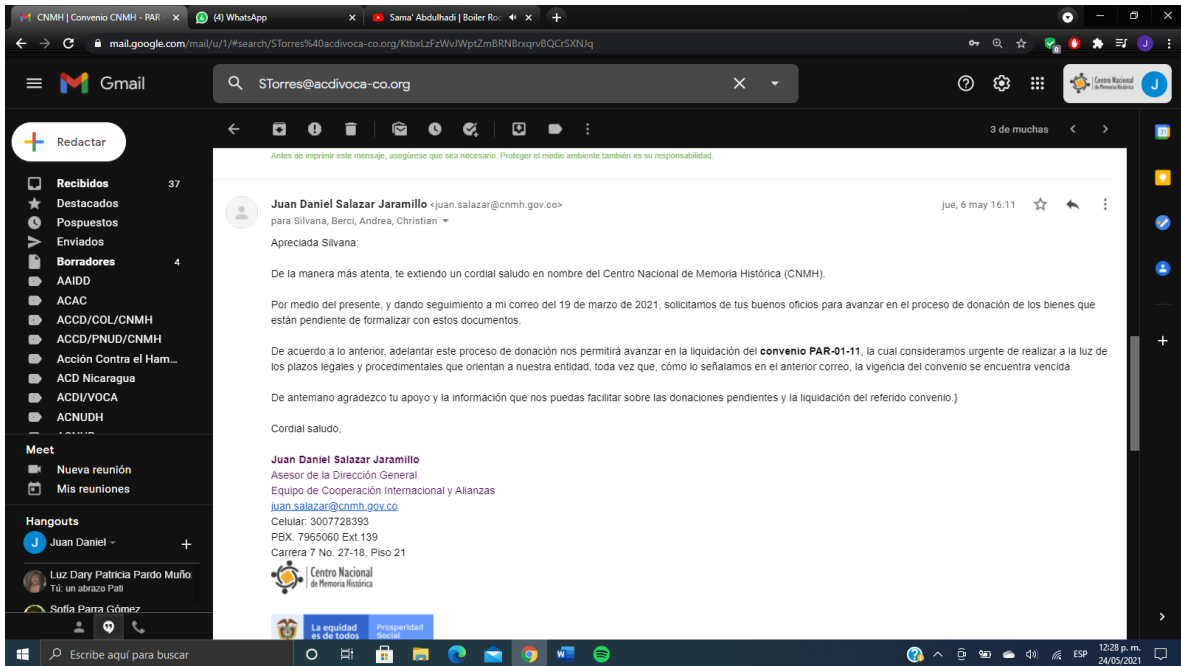 CNMH | Convenio CNMH - PAR -
(4) WhatsApp
Sama' Abdulhadi | Boiler Roo
mail.google.com/mail/u/1/#search/STorres%40acdivoca-co.org/KtbxLzFzWvJWptZmBRNBrxqrvBQCrSXNJq
Gmail
STorres@acdivoca-co.org
Centro Nacional
de Memoria Histórica
J
Redactar
3 de muchas
Recibidos 37
Destacados
Pospuestos
Enviados
Borradores 4
AAIDD
ACAC
ACCD/COL/CNMH
ACCD/PNUD/CNMH
Acción Contra el Ham...
ACD Nicaragua
ACDI/VOCA
ACNUDH
Meet
Nueva reunión
Mis reuniones
Hangouts
J Juan Daniel
Luz Dary Patricia Pardo Muño
Tú: un abrazo Pati
Sofía Parra Gómez
Antes de imprimir este mensaje, asegúrese que sea necesario. Proteger el medio ambiente también es su responsabilidad.
Juan Daniel Salazar Jaramillo <juan.salazar@cnmh.gov.co>
jue, 6 may 16:11
para Silvana, Berci, Andrea, Christian
Apreciada Silvana:
De la manera más atenta, te extiendo un cordial saludo en nombre del Centro Nacional de Memoria Histórica (CNMH).
Por medio del presente, y dando seguimiento a mi correo del 19 de marzo de 2021, solicitamos de tus buenos oficios para avanzar en el proceso de donación de los bienes que
están pendiente de formalizar con estos documentos.
De acuerdo a lo anterior, adelantar este proceso de donación nos permitirá avanzar en la liquidación del convenio PAR-01-11, la cual consideramos urgente de realizar a la luz de
los plazos legales y procedimentales que orientan a nuestra entidad, toda vez que, cómo lo señalamos en el anterior correo, la vigencia del convenio se encuentra vencida.
De antemano agradezco tu apoyo y la información que nos puedas facilitar sobre las donaciones pendientes y la liquidación del referido convenio.}
Cordial saludo,
Juan Daniel Salazar Jaramillo
Asesor de la Dirección General
Equipo de Cooperación Internacional y Alianzas
juan.salazar@cnmh.gov.co
Celular: 3007728393
PBX. 7965060 Ext.139
Carrera 7 No. 27-18, Piso 21
Centro Nacional
de Memoria Histórica
La equidad
es de todos
Prosperidad
Social
Escribe aquí para buscar
ESP
12:28 p. m.
24/05/2021